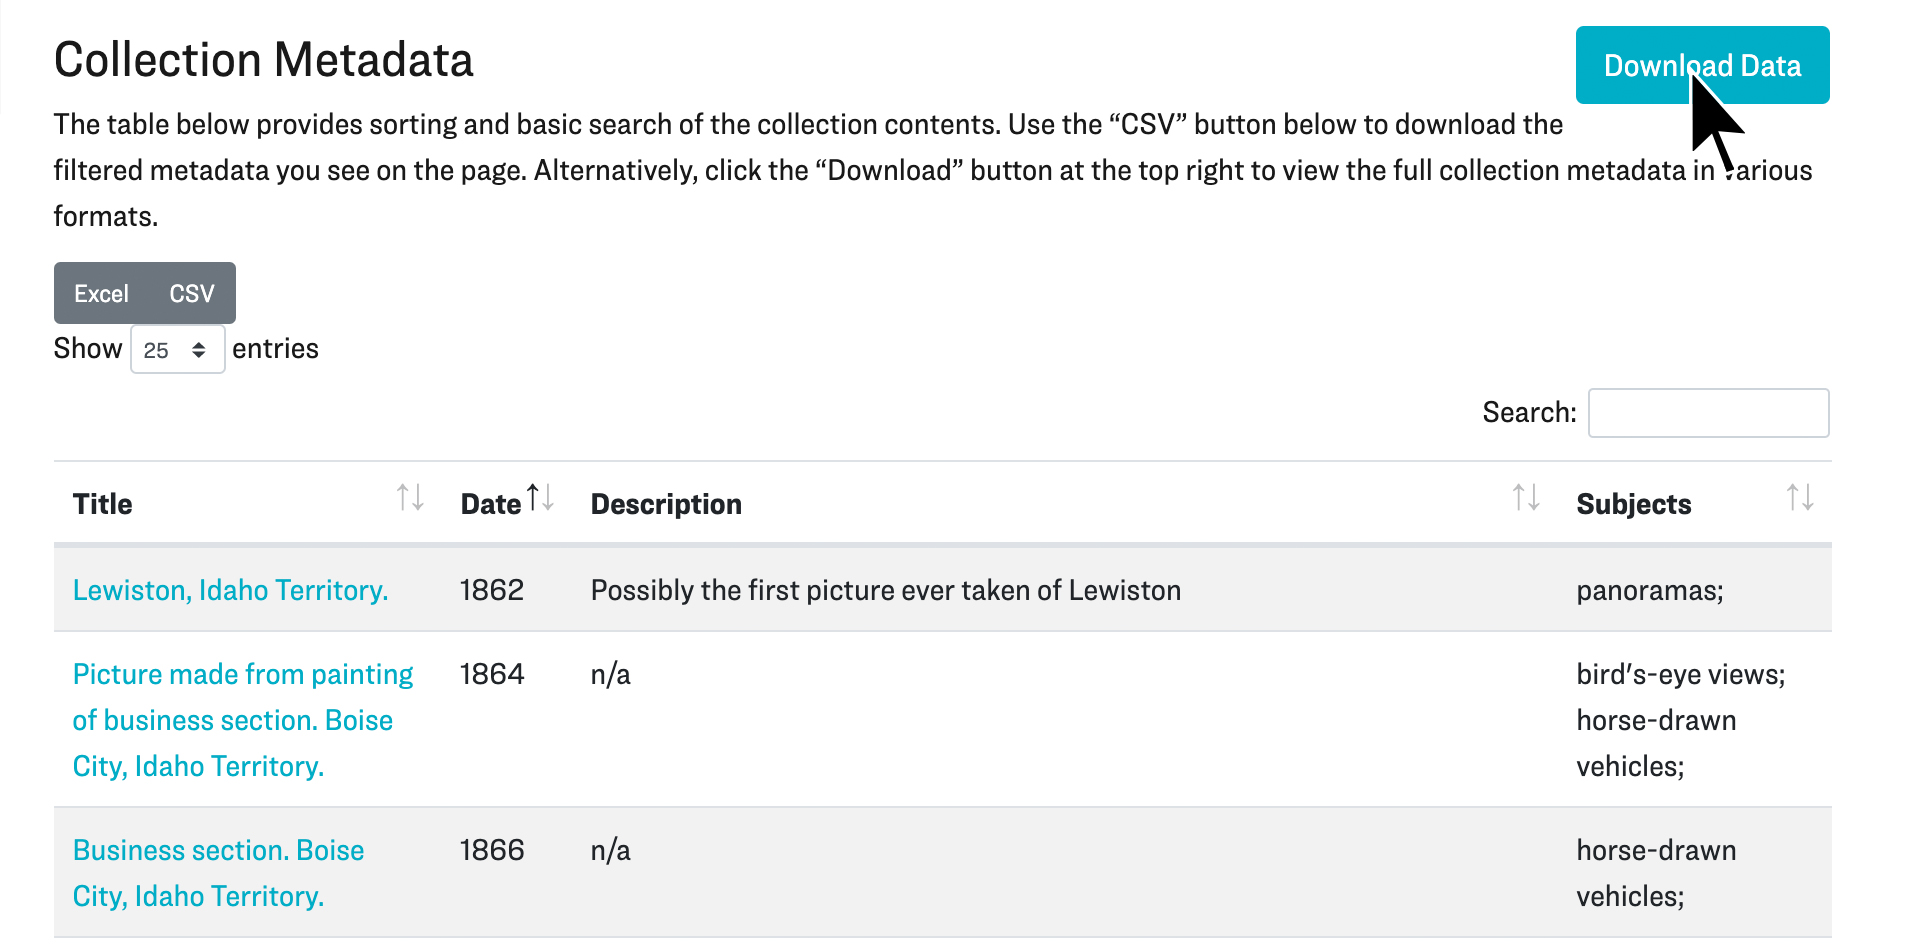 Collection Metadata
Download Data
The table below provides sorting and basic search of the collection contents. Use the “CSV” button below to download the
filtered metadata you see on the page. Alternatively, click the “Download” button at the top right to view the full collection metadata in various
formats.
Excel CSV
Show 25 entries
Search:
Title Date Description Subjects
Lewiston, Idaho Territory. 1862 Possibly the first picture ever taken of Lewiston panoramas;
Picture made from painting 1864 n/a bird's-eye views;
of business section. Boise horse-drawn
City, Idaho Territory. vehicles;
Business section. Boise 1866 n/a horse-drawn
City, Idaho Territory. vehicles;